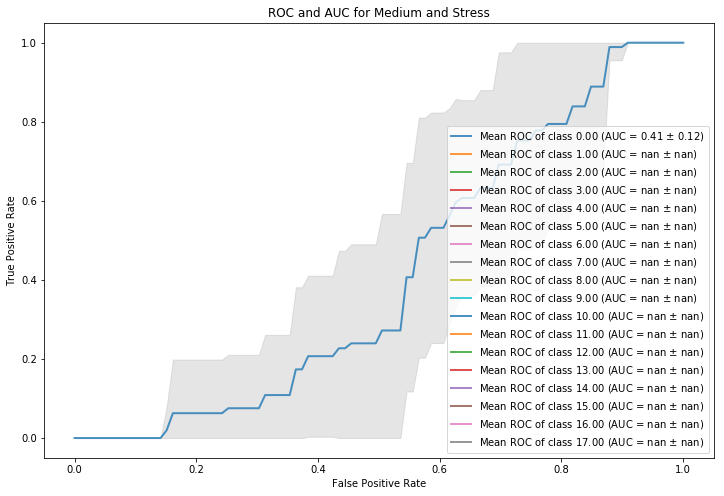 ROC and AUC for Medium and Stress
True Positive Rate
1.0
0.8
0.6
0.4
0.2
0.0
Mean ROC of class 0.00 (AUC = 0.41 ± 0.12)
Mean ROC of class 1.00 (AUC = nan ± nan)
Mean ROC of class 2.00 (AUC = nan ± nan)
Mean ROC of class 3.00 (AUC = nan ± nan)
Mean ROC of class 4.00 (AUC = nan ± nan)
Mean ROC of class 5.00 (AUC = nan ± nan)
Mean ROC of class 6.00 (AUC = nan ± nan)
Mean ROC of class 7.00 (AUC = nan ± nan)
Mean ROC of class 8.00 (AUC = nan ± nan)
Mean ROC of class 9.00 (AUC = nan ± nan)
Mean ROC of class 10.00 (AUC = nan ± nan)
Mean ROC of class 11.00 (AUC = nan ± nan)
Mean ROC of class 12.00 (AUC = nan ± nan)
Mean ROC of class 13.00 (AUC = nan ± nan)
Mean ROC of class 14.00 (AUC = nan ± nan)
Mean ROC of class 15.00 (AUC = nan ± nan)
Mean ROC of class 16.00 (AUC = nan ± nan)
Mean ROC of class 17.00 (AUC = nan ± nan)
0.0 0.2 0.4 0.6 0.8 1.0
False Positive Rate